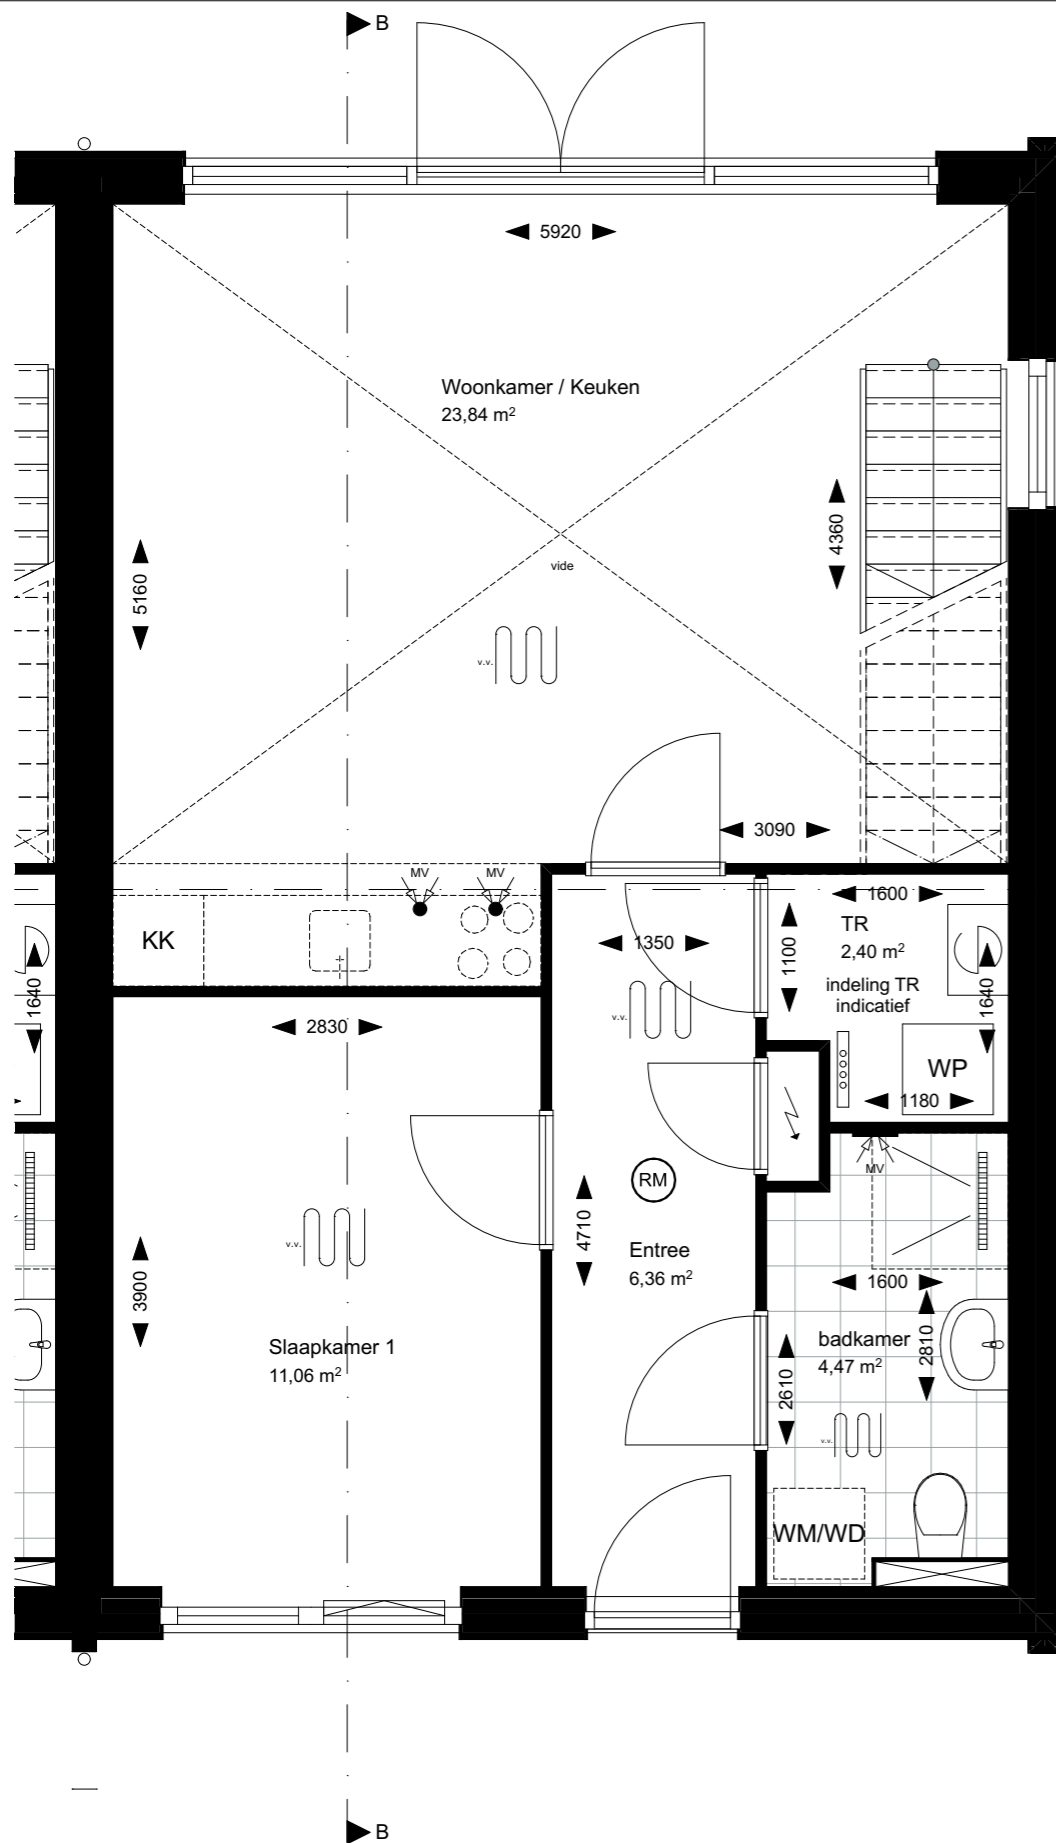 B
5920
Woonkamer / Keuken
23,84 m²
4360
5160
vide
v.v.
3090
MV
MV
1600
KK
TR
1350
1100
2,40 m²
1640
1640
indeling TR
indicatief
v.v.
2830
WP
1180
MV
RM
4710
v.v.
Entree
6,36 m²
3900
1600
Slaapkamer 1
11,06 m²
badkamer
4,47 m²
2810
2610
v.v.
WM/WD
B